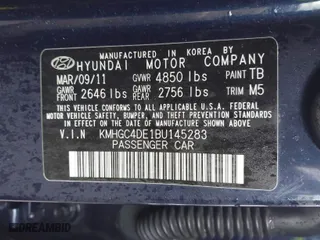 MANUFACTURED IN KOREA BY
HYUNDAI MOTOR COMPANY
MAR/09/11 GVWR 4850 lbs PAINT TB
GAWR FRONT 2646 lbs GAWR REAR 2756 lbs TRIM M5
THIS VEHICLE CONFORMS TO ALL APPLICABLE
FEDERAL MOTOR VEHICLE SAFETY, BUMPER,
AND THEFT PREVENTION STANDARDS IN EFFECT
ON THE DATE OF MANUFACTURE SHOWN ABOVE.
V.I.N KMHGC4DE1BU145283
PASSENGER CAR
DREAMBID